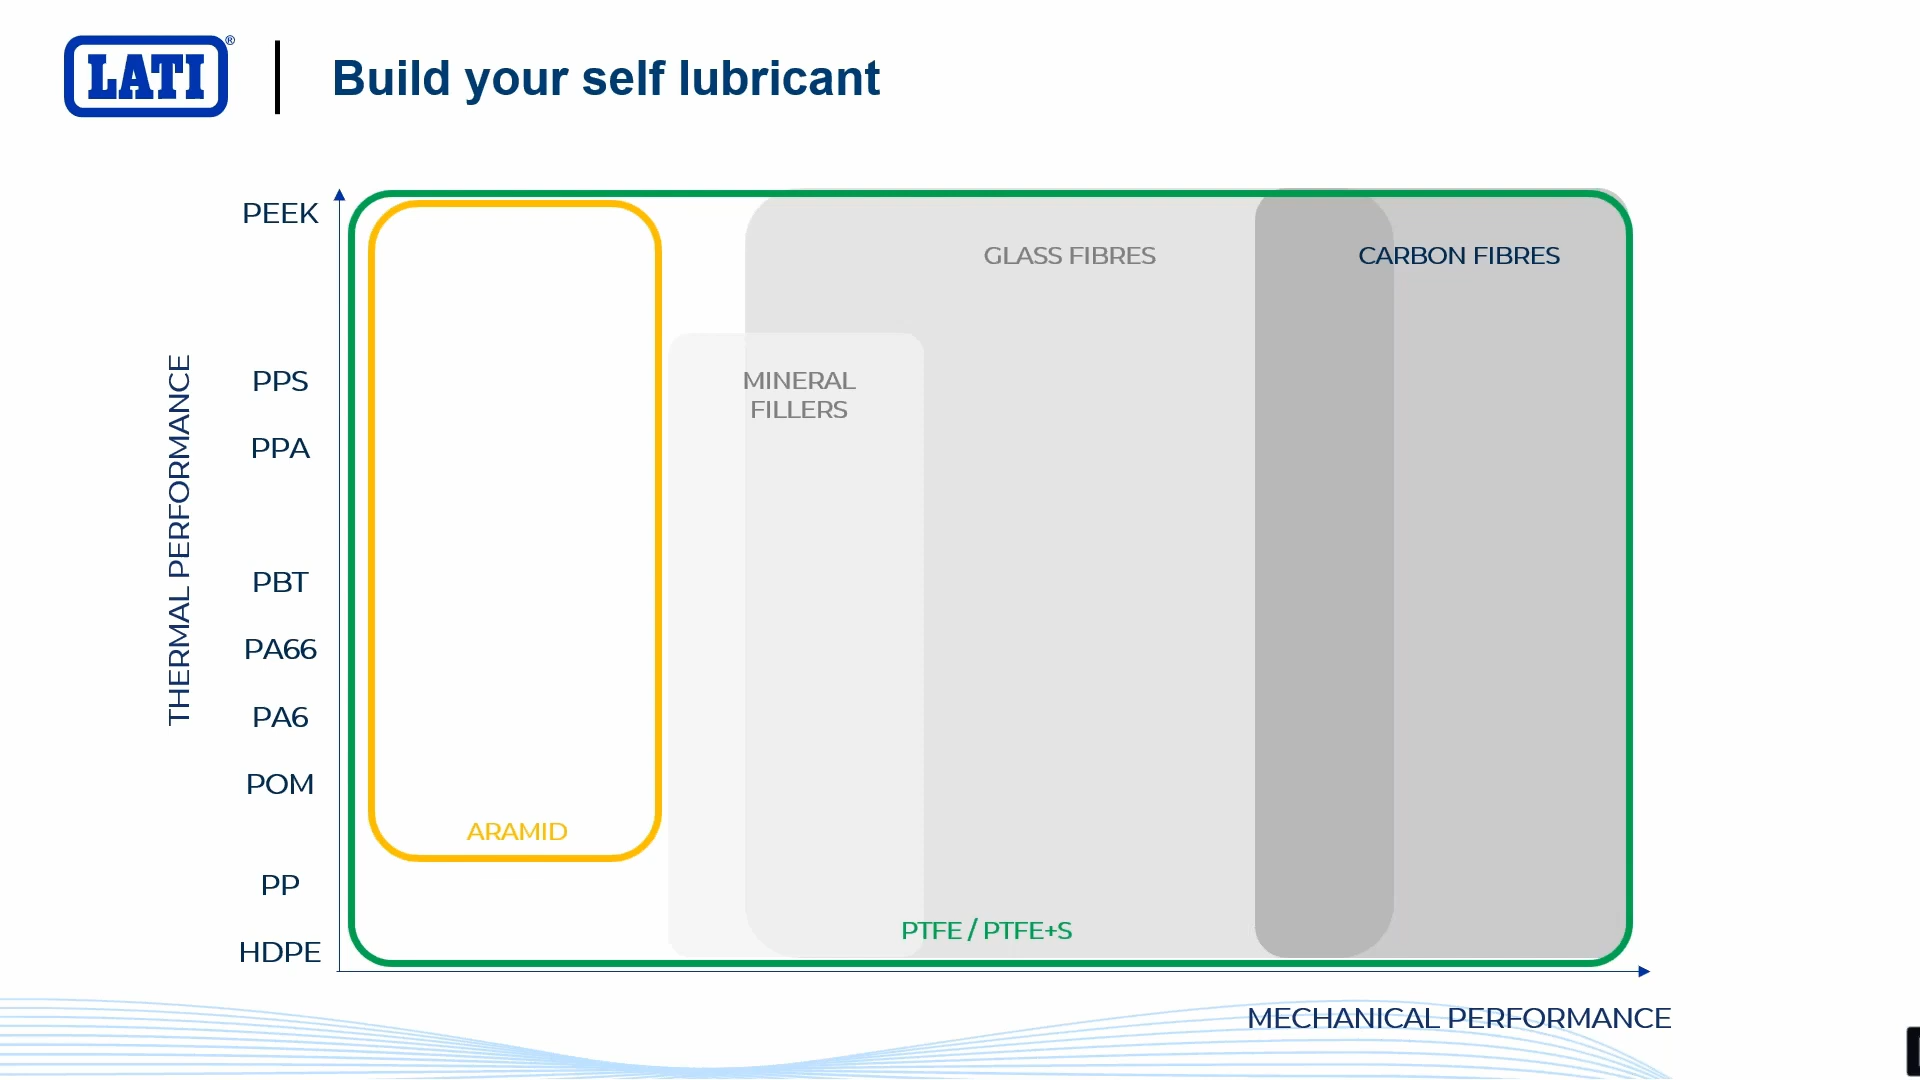 LATI®
Build your self lubricant
PEEK
GLASS FIBRES
CARBON FIBRES
THERMAL PERFORMANCE
PPS
MINERAL
FILLERS
PPA
PBT
PA66
PA6
POM
ARAMID
PP
PTFE / PTFE+S
HDPE
MECHANICAL PERFORMANCE